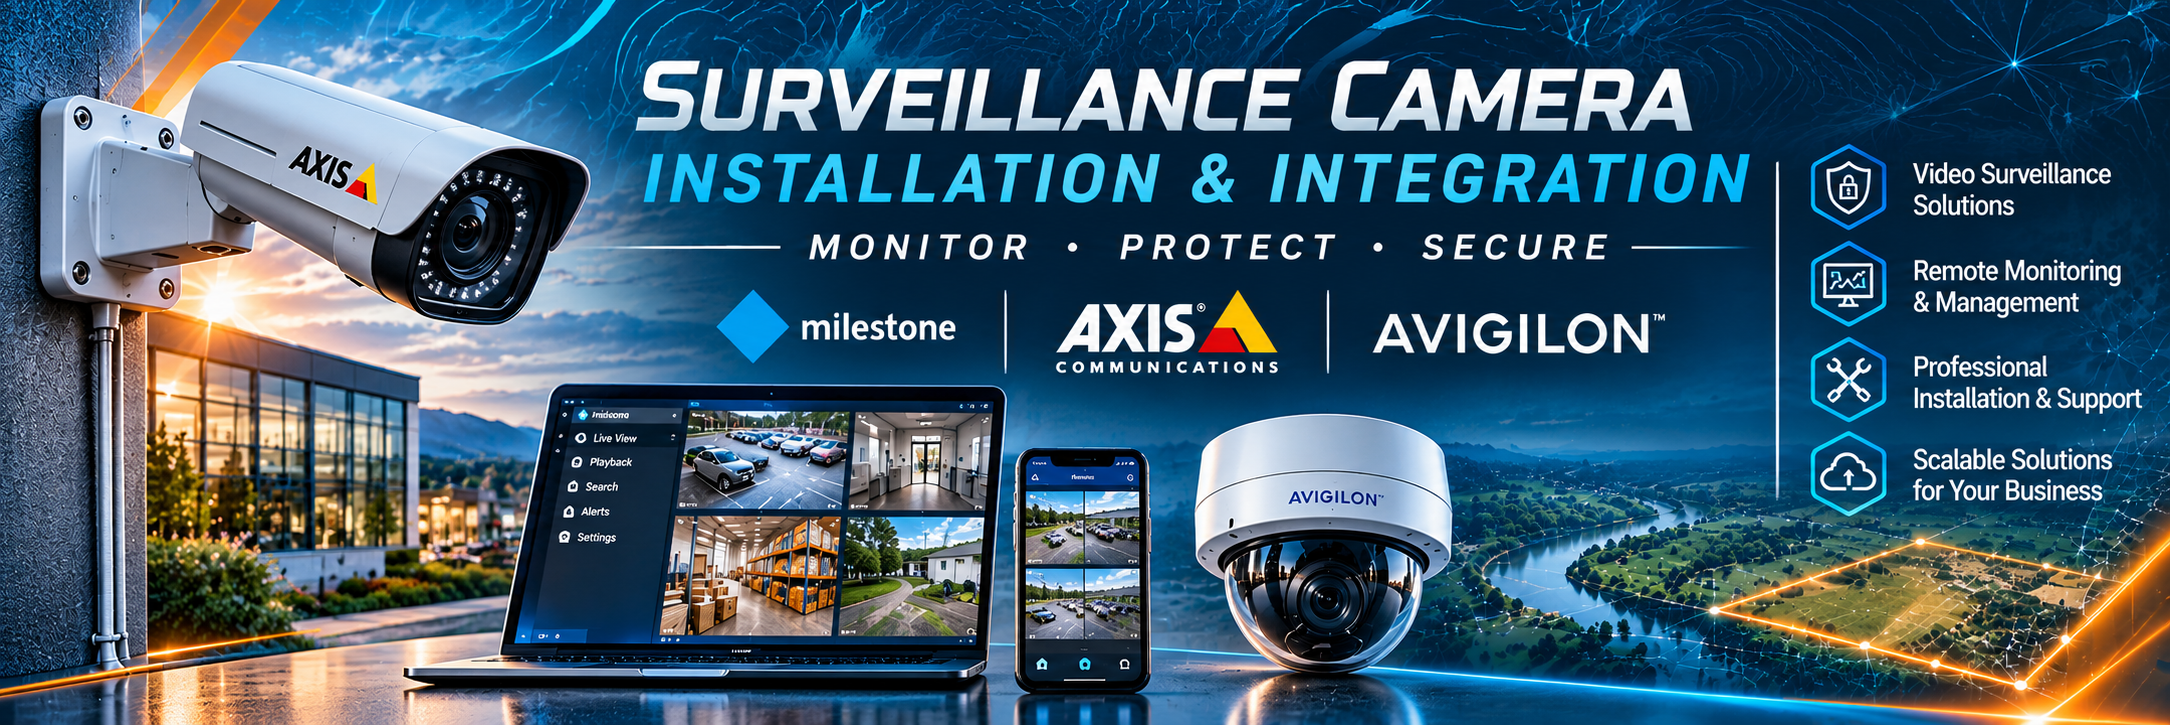 SURVEILLANCE CAMERA
INSTALLATION & INTEGRATION
MONITOR • PROTECT • SECURE
milestone
AXIS®
COMMUNICATIONS
AVIGILON™
Video Surveillance
Solutions
Remote Monitoring
& Management
Professional
Installation & Support
Scalable Solutions
for Your Business
AXIS
Live View
Playback
Search
Alerts
Settings
AVIGILON™